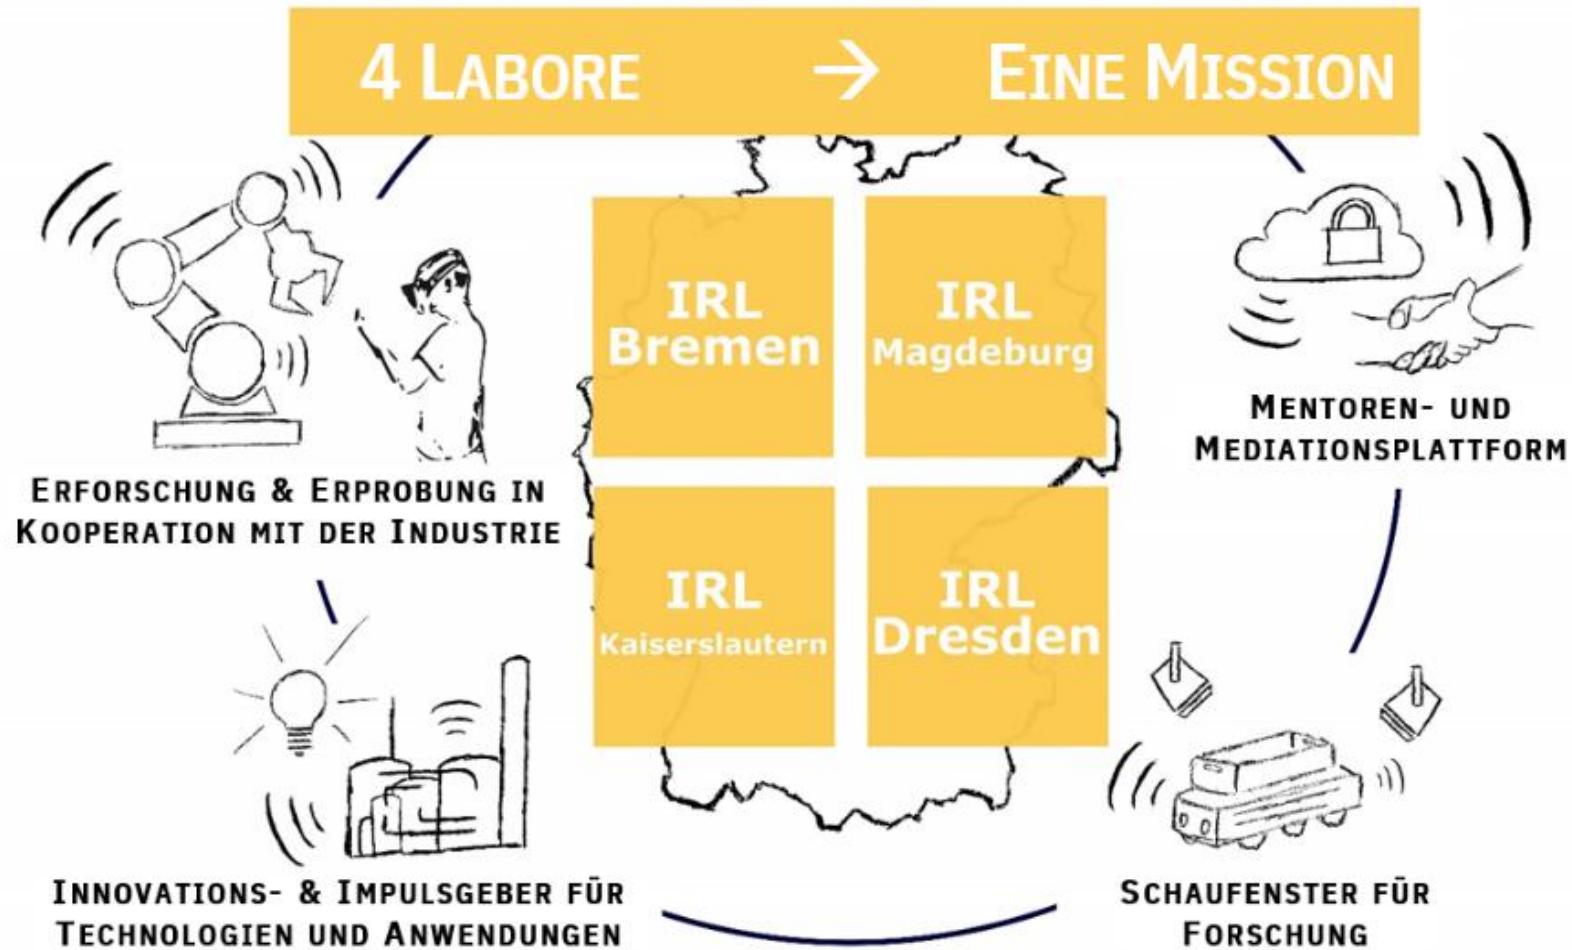 4 LABORE → EINE MISSION
IRL
Bremen
IRL
Magdeburg
IRL
Kaiserslautern
IRL
Dresden
ERFORSCHUNG & ERPROBUNG IN
KOOPERATION MIT DER INDUSTRIE
MENTOREN- UND
MEDIATIONSPLATTFORM
INNOVATIONS- & IMPULSGEBER FÜR
TECHNOLOGIEN UND ANWENDUNGEN
SCHAUFENSTER FÜR
FORSCHUNG